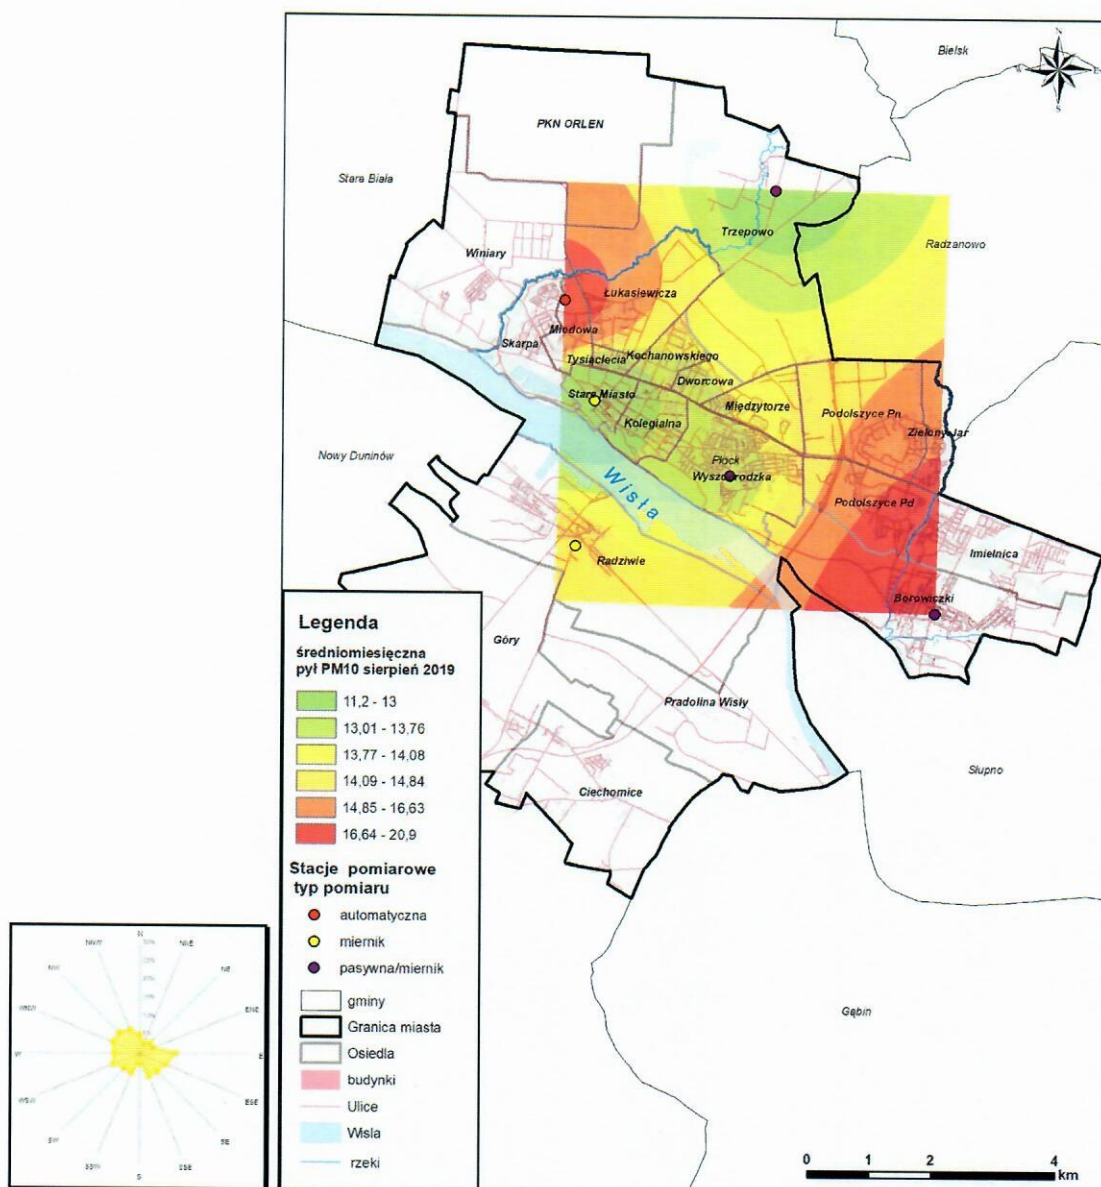 Bielsk
N
W
E
S
PKN ORLEN
Stara Biała
Trzepowo
Radzanowo
Winiary
Łukasiewicza
Miodowa
Skarpa
Tysiąclecia
Kochanowskiego
Dworcowa
Stare Miasto
Międzytorze
Podolszyce Pn
Kolegialna
Zielony Jar
Nowy Duninów
Płock
Wyszogrodzka
Wisła
Podolszyce Pd
Imielnica
Radziwie
Borowiczki
Góry
Pradolina Wisły
Słupno
Ciechomice
Gąbin
Legenda
średniomiesięczna
pył PM10 sierpień 2019
11,2 - 13
13,01 - 13,76
13,77 - 14,08
14,09 - 14,84
14,85 - 16,63
16,64 - 20,9
Stacje pomiarowe
typ pomiaru
automatyczna
miernik
pasywna/miernik
gminy
Granica miasta
Osiedla
budynki
Ulice
Wisla
rzeki
N
NNE
NE
ENE
E
ESE
SE
SSE
S
SSW
SW
WSW
W
WNW
NW
NNW
0 1 2 4
km